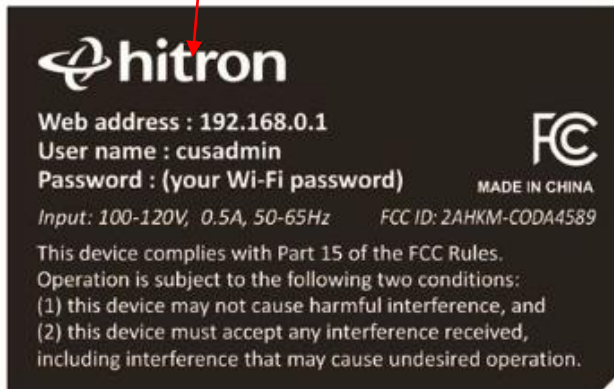 hitron
Web address : 192.168.0.1
User name : cusadmin
Password : (your Wi-Fi password)
FC
MADE IN CHINA
Input: 100-120V, 0.5A, 50-65Hz FCC ID: 2AHKM-CODA4589
This device complies with Part 15 of the FCC Rules.
Operation is subject to the following two conditions:
(1) this device may not cause harmful interference, and
(2) this device must accept any interference received,
including interference that may cause undesired operation.